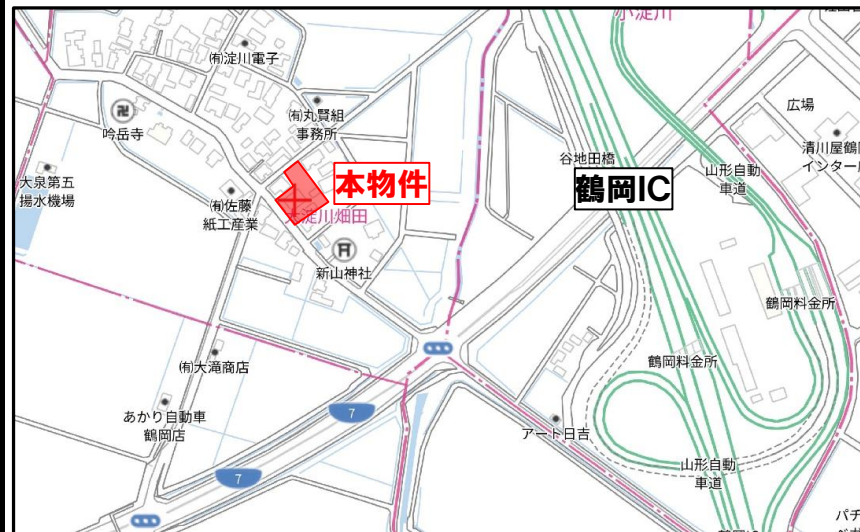 小淀川
(有)淀川電子
広場
(有)丸賢組
事務所
吟岳寺
谷地田橋
清川屋鶴
インター
山形自動
車道
大泉第五
揚水機場
本物件
鶴岡IC
(有)佐藤
紙工産業
大淀川畑田
新山神社
鶴岡料金所
(有)大滝商店
鶴岡料金所
あかり自動車
鶴岡店
7
アート日吉
7
山形自動
車道
パチ